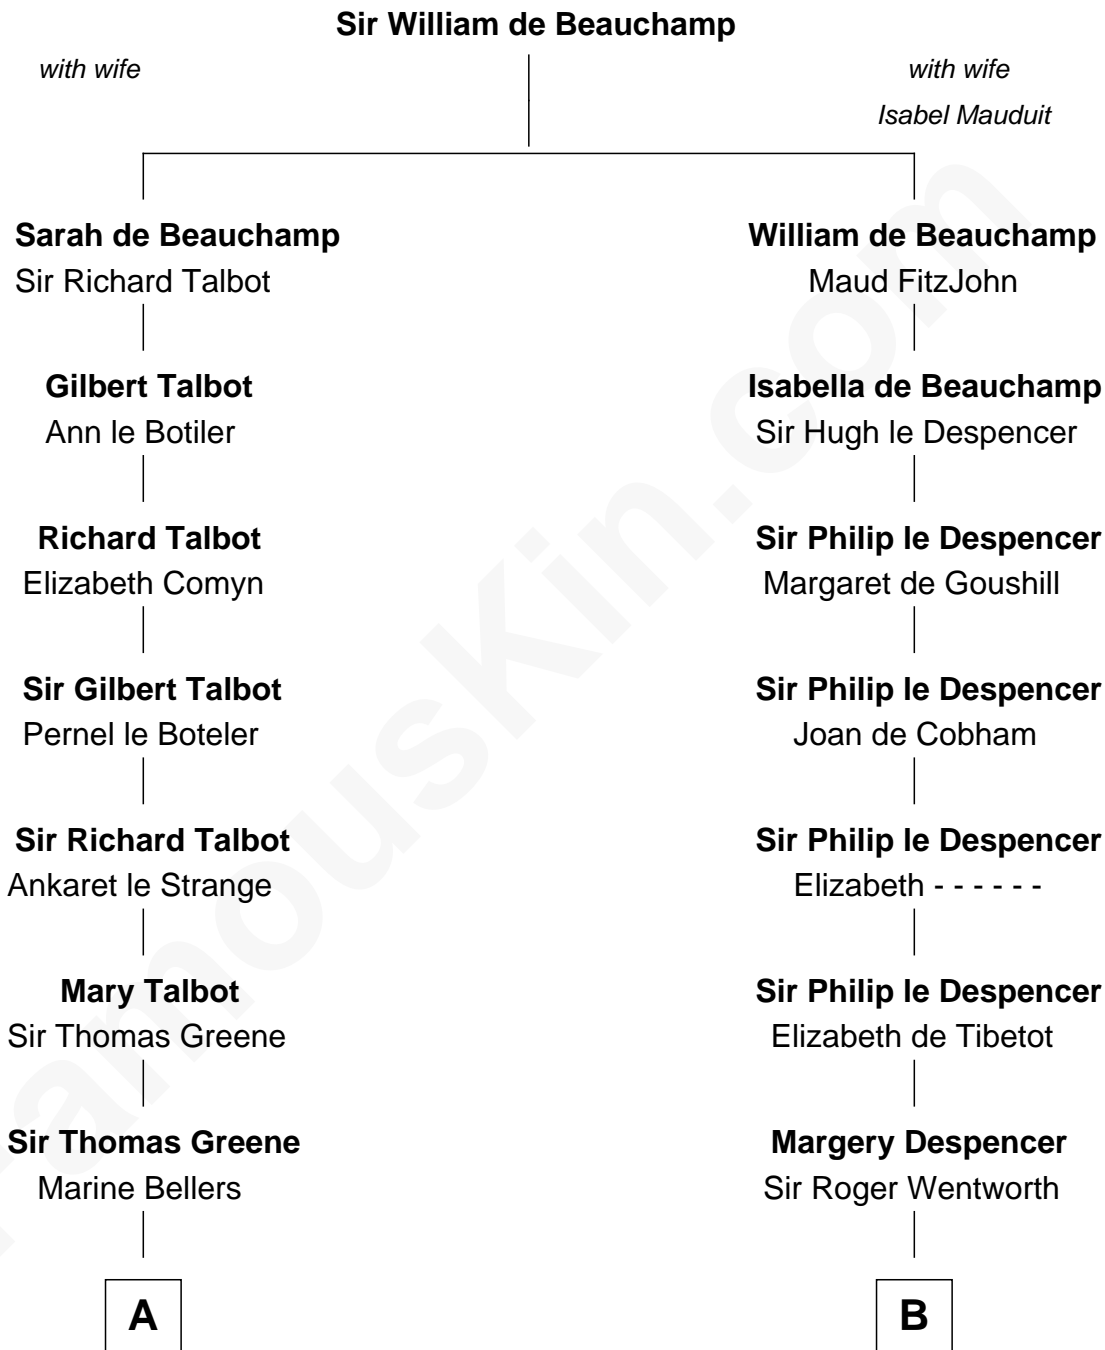 Sir William de Beauchamp
with wife
with wife
Isabel Mauduit
Sarah de Beauchamp
Sir Richard Talbot
William de Beauchamp
Maud FitzJohn
Gilbert Talbot
Ann le Botiler
Isabella de Beauchamp
Sir Hugh le Despencer
Richard Talbot
Elizabeth Comyn
Sir Philip le Despencer
Margaret de Goushill
Sir Gilbert Talbot
Pernel le Boteler
Sir Philip le Despencer
Joan de Cobham
Sir Richard Talbot
Ankaret le Strange
Sir Philip le Despencer
Elizabeth - - - - - -
Mary Talbot
Sir Thomas Greene
Sir Philip le Despencer
Elizabeth de Tibetot
Sir Thomas Greene
Marine Bellers
Margery Despencer
Sir Roger Wentworth
A
B
FamousKin.com